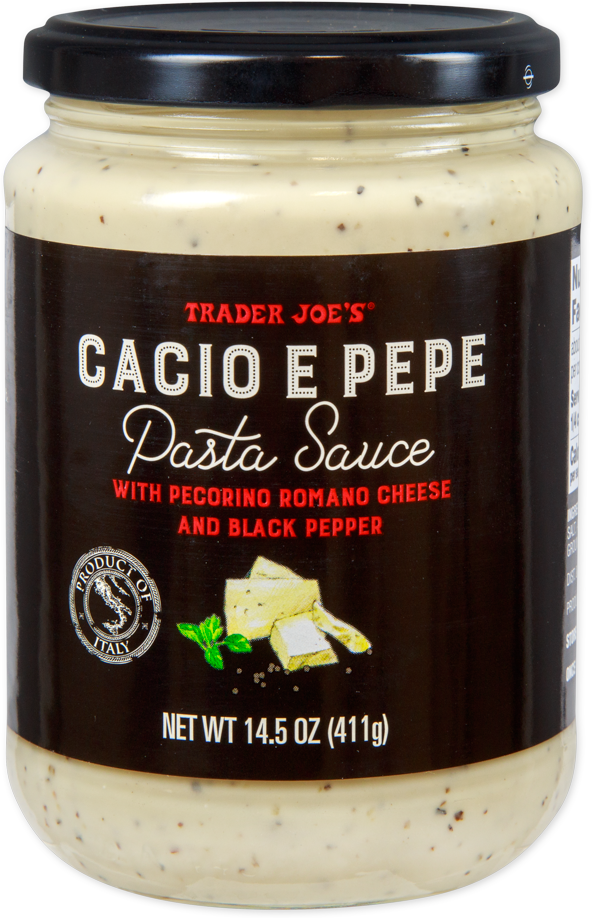 TRADER JOE'S®
CACIO E PEPE
Pasta Sauce
WITH PECORINO ROMANO CHEESE
AND BLACK PEPPER
PRODUCT OF
ITALY
NET WT 14.5 OZ (411g)